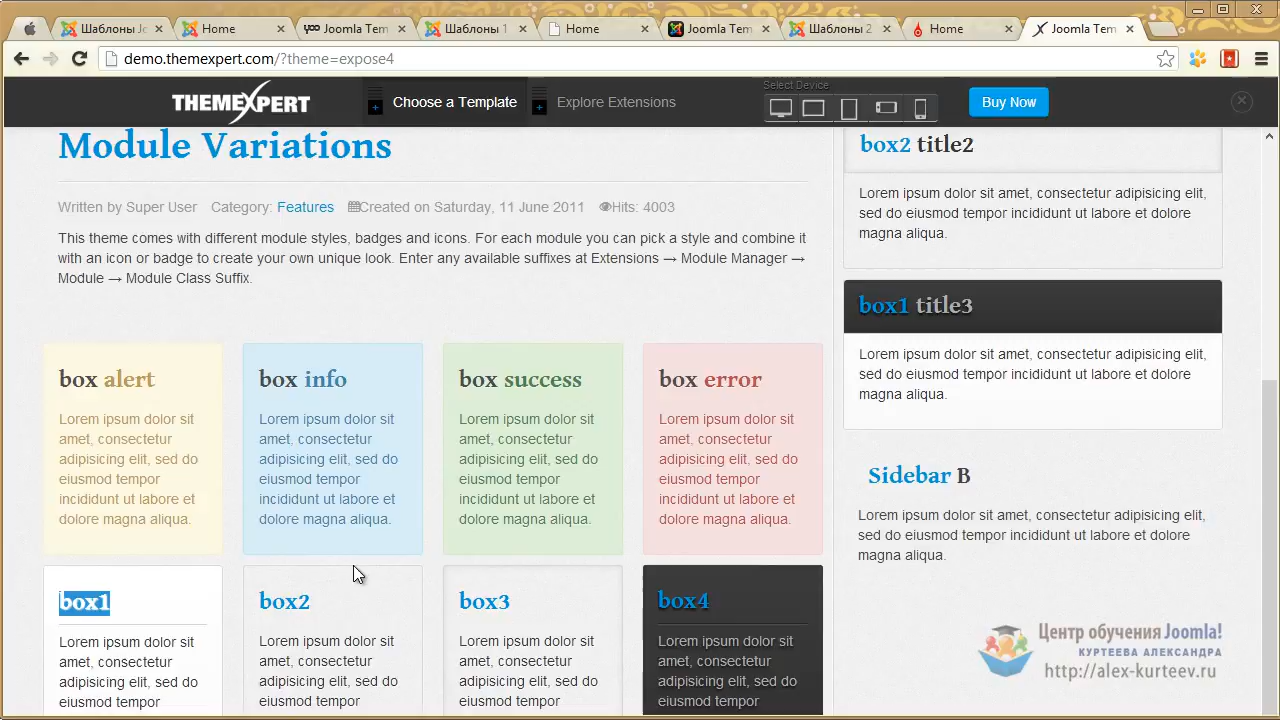 Шаблоны Jo
Home
Joomla Tem
Шаблоны 1
Home
Joomla Tem
Шаблоны 2
Home
Joomla Tem
demo.themexpert.com/?theme=expose4
THEMEXPERT
Choose a Template
Explore Extensions
Select Device
Buy Now
Module Variations
Written by Super User Category: Features Created on Saturday, 11 June 2011 Hits: 4003
This theme comes with different module styles, badges and icons. For each module you can pick a style and combine it
with an icon or badge to create your own unique look. Enter any available suffixes at Extensions → Module Manager →
Module → Module Class Suffix.
box alert
Lorem ipsum dolor sit
amet, consectetur
adipisicing elit, sed do
eiusmod tempor
incididunt ut labore et
dolore magna aliqua.
box info
Lorem ipsum dolor sit
amet, consectetur
adipisicing elit, sed do
eiusmod tempor
incididunt ut labore et
dolore magna aliqua.
box success
Lorem ipsum dolor sit
amet, consectetur
adipisicing elit, sed do
eiusmod tempor
incididunt ut labore et
dolore magna aliqua.
box error
Lorem ipsum dolor sit
amet, consectetur
adipisicing elit, sed do
eiusmod tempor
incididunt ut labore et
dolore magna aliqua.
box1
Lorem ipsum dolor sit
amet, consectetur
adipisicing elit, sed do
eiusmod tempor
box2
Lorem ipsum dolor sit
amet, consectetur
adipisicing elit, sed do
eiusmod tempor
box3
Lorem ipsum dolor sit
amet, consectetur
adipisicing elit, sed do
eiusmod tempor
box4
Lorem ipsum dolor sit
amet, consectetur
adipisicing elit, sed do
eiusmod tempor
box2 title2
Lorem ipsum dolor sit amet, consectetur adipisicing elit,
sed do eiusmod tempor incididunt ut labore et dolore
magna aliqua.
box1 title3
Lorem ipsum dolor sit amet, consectetur adipisicing elit,
sed do eiusmod tempor incididunt ut labore et dolore
magna aliqua.
Sidebar B
Lorem ipsum dolor sit amet, consectetur adipisicing elit,
sed do eiusmod tempor incididunt ut labore et dolore
magna aliqua.
Центр обучения Joomla!
КУРТЕЕВА АЛЕКСАНДРА
http://alex-kurteev.ru